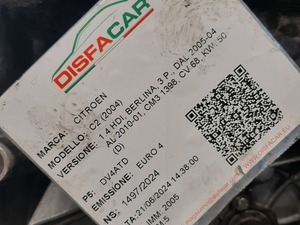 DISFACAR
MARCA: CITROEN
MODELLO: C2 (2004)
VERSIONE: 1.4 HDI, BERLINA, 3 P., DAL 2005-04
AL 2010-01, CM3 1398, CV 68, KW: 50
(D)
P5: DV4ATD
EMISSIONE: EURO 4
NS: 1497/2024
TA-21/06/2024 14:38:00
IMM. 2005